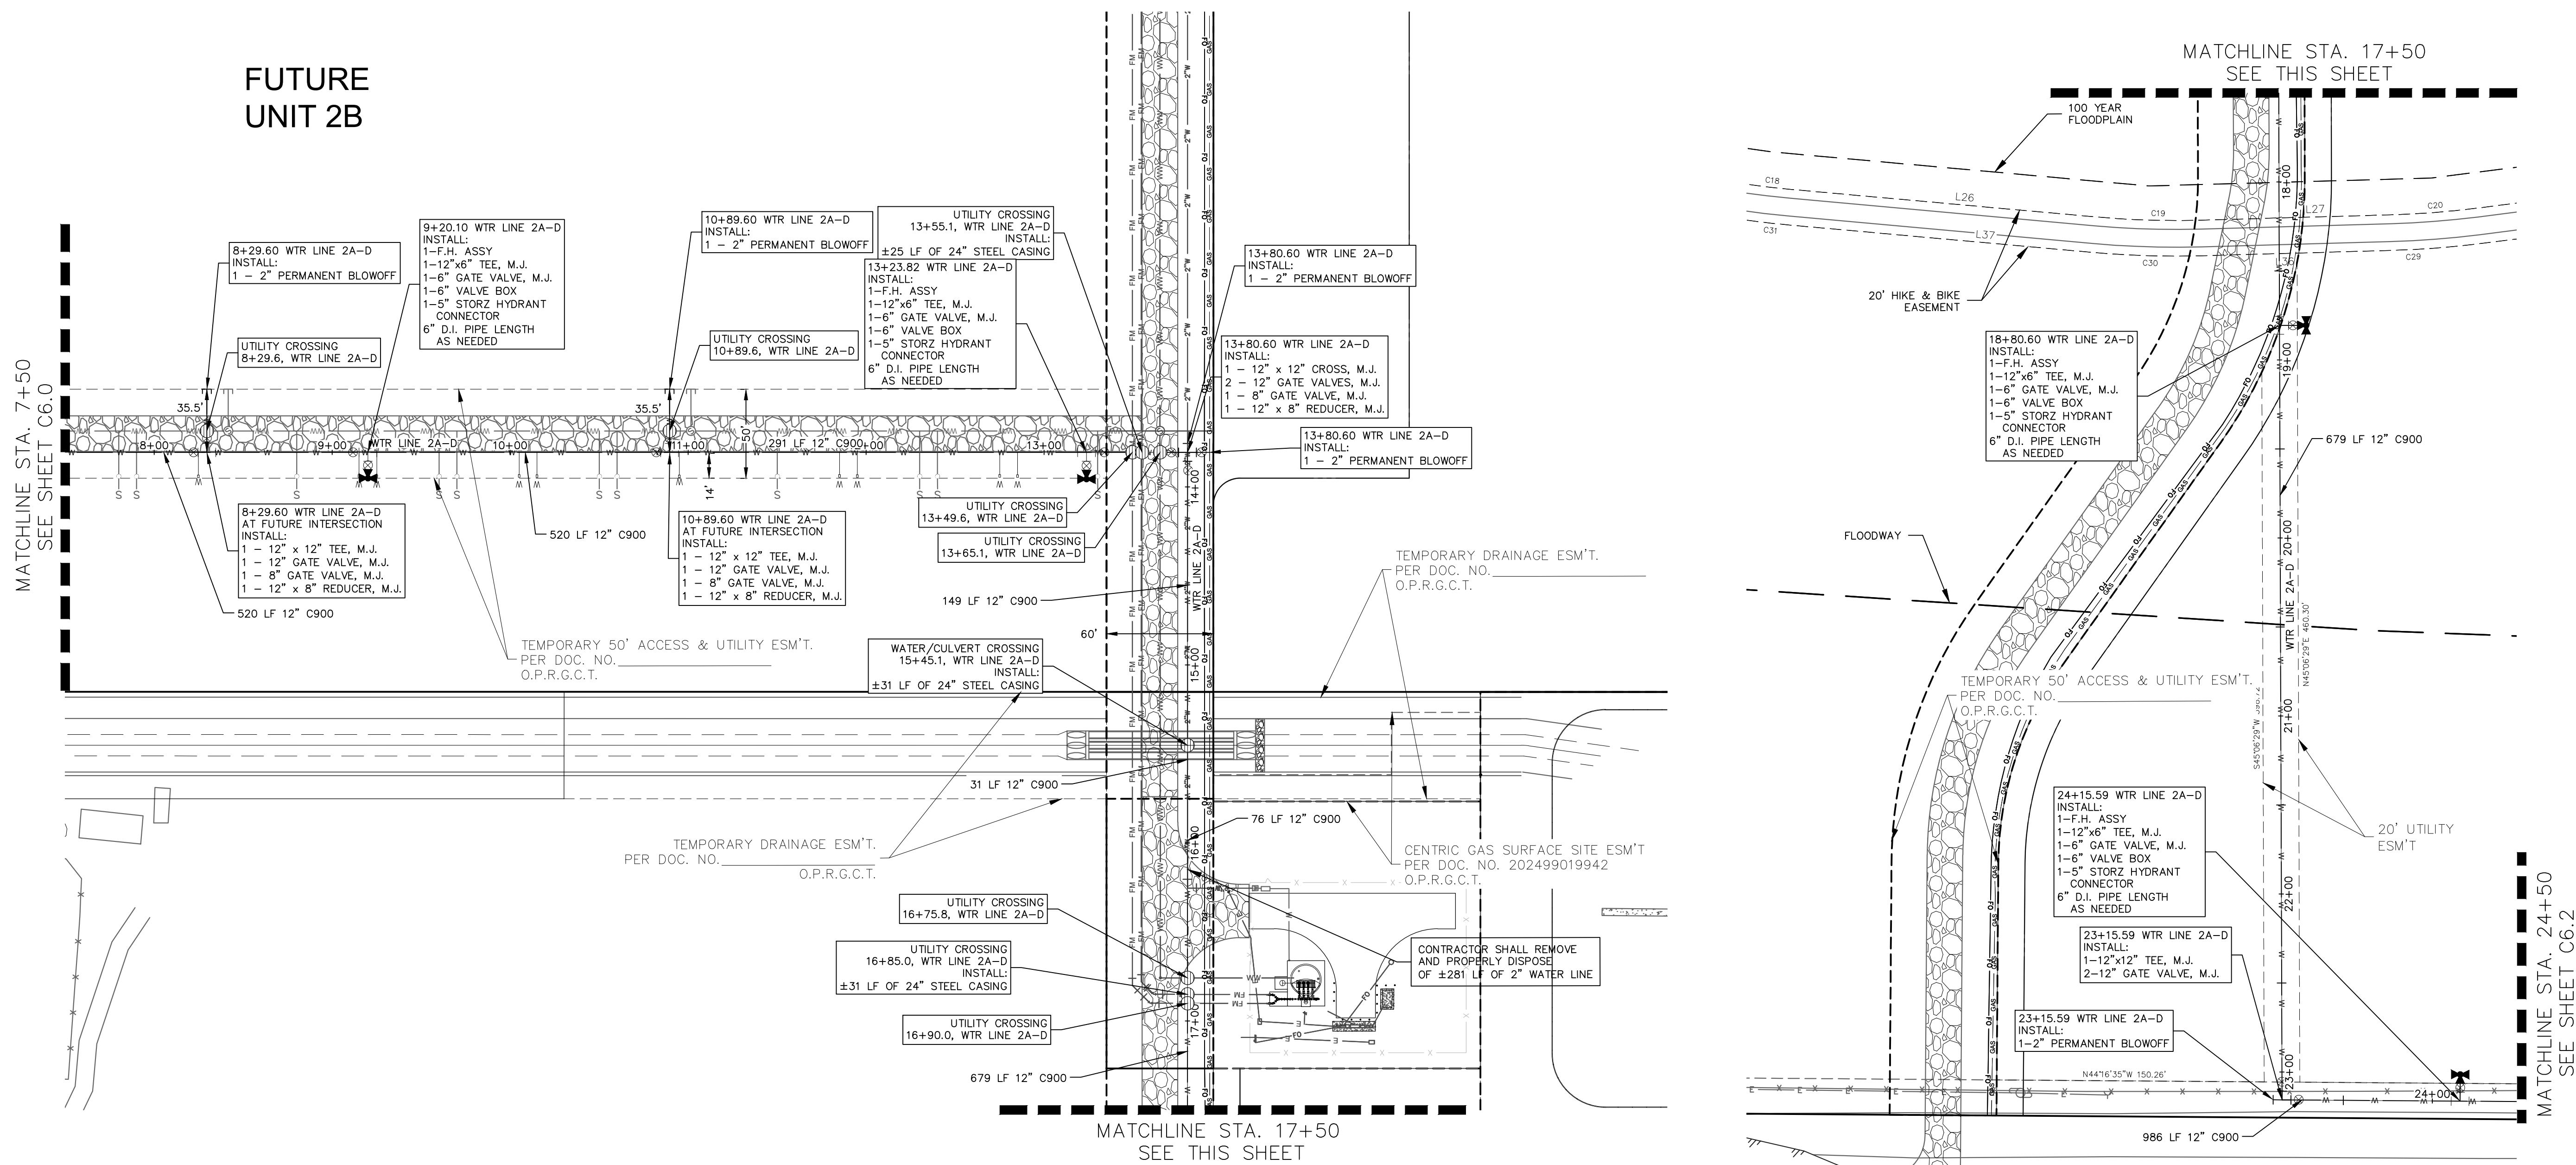 FUTURE
UNIT 2B
MATCHLINE STA. 7+50
SEE SHEET C6.0
8+29.60 WTR LINE 2A-D
INSTALL:
1 - 2" PERMANENT BLOWOFF
UTILITY CROSSING
8+29.6, WTR LINE 2A-D
9+20.10 WTR LINE 2A-D
INSTALL:
1-F.H. ASSY
1-12"x6" TEE, M.J.
1-6" GATE VALVE, M.J.
1-6" VALVE BOX
1-5" STORZ HYDRANT
CONNECTOR
6" D.I. PIPE LENGTH
AS NEEDED
10+89.60 WTR LINE 2A-D
INSTALL:
1 - 2" PERMANENT BLOWOFF
UTILITY CROSSING
10+89.6, WTR LINE 2A-D
UTILITY CROSSING
13+55.1, WTR LINE 2A-D
INSTALL:
±25 LF OF 24" STEEL CASING
13+23.82 WTR LINE 2A-D
INSTALL:
1-F.H. ASSY
1-12"x6" TEE, M.J.
1-6" GATE VALVE, M.J.
1-6" VALVE BOX
1-5" STORZ HYDRANT
CONNECTOR
6" D.I. PIPE LENGTH
AS NEEDED
13+80.60 WTR LINE 2A-D
INSTALL:
1 - 2" PERMANENT BLOWOFF
13+80.60 WTR LINE 2A-D
INSTALL:
1 - 12" x 12" CROSS, M.J.
2 - 12" GATE VALVES, M.J.
1 - 8" GATE VALVE, M.J.
1 - 12" x 8" REDUCER, M.J.
13+80.60 WTR LINE 2A-D
INSTALL:
1 - 2" PERMANENT BLOWOFF
35.5'
35.5'
50'
14'
8+00
9+00
WTR LINE 2A-D
10+00
11+00
291 LF 12" C900
13+00
8+29.60 WTR LINE 2A-D
AT FUTURE INTERSECTION
INSTALL:
1 - 12" x 12" TEE, M.J.
1 - 12" GATE VALVE, M.J.
1 - 8" GATE VALVE, M.J.
1 - 12" x 8" REDUCER, M.J.
520 LF 12" C900
520 LF 12" C900
10+89.60 WTR LINE 2A-D
AT FUTURE INTERSECTION
INSTALL:
1 - 12" x 12" TEE, M.J.
1 - 12" GATE VALVE, M.J.
1 - 8" GATE VALVE, M.J.
1 - 12" x 8" REDUCER, M.J.
UTILITY CROSSING
13+49.6, WTR LINE 2A-D
UTILITY CROSSING
13+65.1, WTR LINE 2A-D
149 LF 12" C900
60'
14+00
WTR LINE 2A-D
15+00
TEMPORARY 50' ACCESS & UTILITY ESM'T.
PER DOC. NO.
O.P.R.G.C.T.
WATER/CULVERT CROSSING
15+45.1, WTR LINE 2A-D
INSTALL:
±31 LF OF 24" STEEL CASING
TEMPORARY DRAINAGE ESM'T.
PER DOC. NO.
O.P.R.G.C.T.
31 LF 12" C900
76 LF 12" C900
16+00
TEMPORARY DRAINAGE ESM'T.
PER DOC. NO.
O.P.R.G.C.T.
CENTRIC GAS SURFACE SITE ESM'T
PER DOC. NO. 202499019942
O.P.R.G.C.T.
UTILITY CROSSING
16+75.8, WTR LINE 2A-D
UTILITY CROSSING
16+85.0, WTR LINE 2A-D
INSTALL:
±31 LF OF 24" STEEL CASING
UTILITY CROSSING
16+90.0, WTR LINE 2A-D
CONTRACTOR SHALL REMOVE
AND PROPERLY DISPOSE
OF ±281 LF OF 2" WATER LINE
17+00
679 LF 12" C900
MATCHLINE STA. 17+50
SEE THIS SHEET
MATCHLINE STA. 17+50
SEE THIS SHEET
100 YEAR
FLOODPLAIN
C18
L26
C19
L27
C20
C31
L37
C30
C29
18+00
20' HIKE & BIKE
EASEMENT
18+80.60 WTR LINE 2A-D
INSTALL:
1-F.H. ASSY
1-12"x6" TEE, M.J.
1-6" GATE VALVE, M.J.
1-6" VALVE BOX
1-5" STORZ HYDRANT
CONNECTOR
6" D.I. PIPE LENGTH
AS NEEDED
19+00
679 LF 12" C900
FLOODWAY
20+00
WTR LINE 2A-D
N45°06'29"E 460.30'
S45°06'29"W
TEMPORARY 50' ACCESS & UTILITY ESM'T.
PER DOC. NO.
O.P.R.G.C.T.
21+00
24+15.59 WTR LINE 2A-D
INSTALL:
1-F.H. ASSY
1-12"x6" TEE, M.J.
1-6" GATE VALVE, M.J.
1-6" VALVE BOX
1-5" STORZ HYDRANT
CONNECTOR
6" D.I. PIPE LENGTH
AS NEEDED
20' UTILITY
ESM'T
22+00
23+15.59 WTR LINE 2A-D
INSTALL:
1-12"x12" TEE, M.J.
2-12" GATE VALVE, M.J.
23+15.59 WTR LINE 2A-D
INSTALL:
1-2" PERMANENT BLOWOFF
N44°16'35"W 150.26'
23+00
24+00
986 LF 12" C900
MATCHLINE STA. 24+50
SEE SHEET C6.2